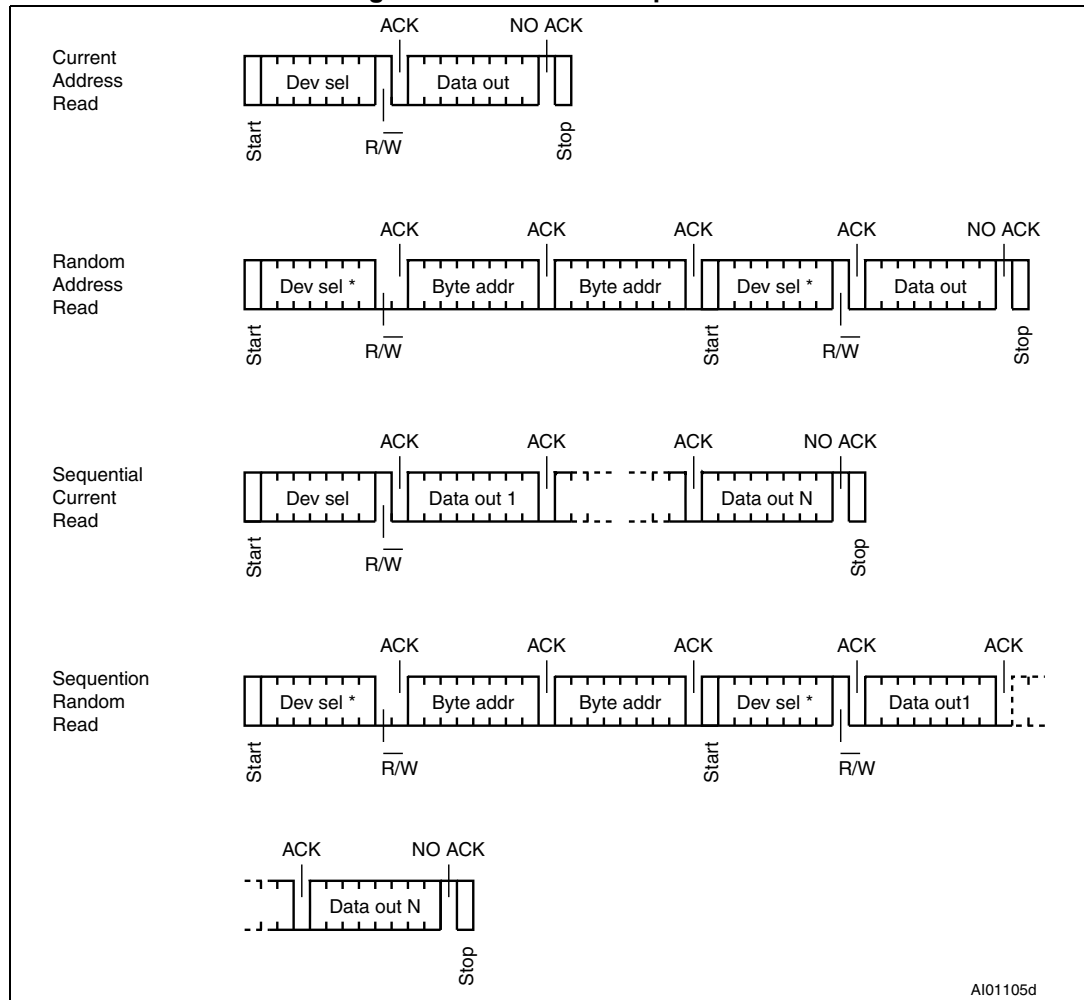 ACK NO ACK
Current
Address
Read
Dev sel Data out
Start R/W Stop
ACK ACK ACK ACK NO ACK
Random
Address
Read
Dev sel * Byte addr Byte addr Dev sel * Data out
Start R/W Start R/W Stop
ACK ACK ACK NO ACK
Sequential
Current
Read
Dev sel Data out 1 Data out N
Start R/W Stop
ACK ACK ACK ACK ACK
Sequention
Random
Read
Dev sel * Byte addr Byte addr Dev sel * Data out1
Start R/W Start R/W
ACK NO ACK
Data out N
Stop
AI01105d